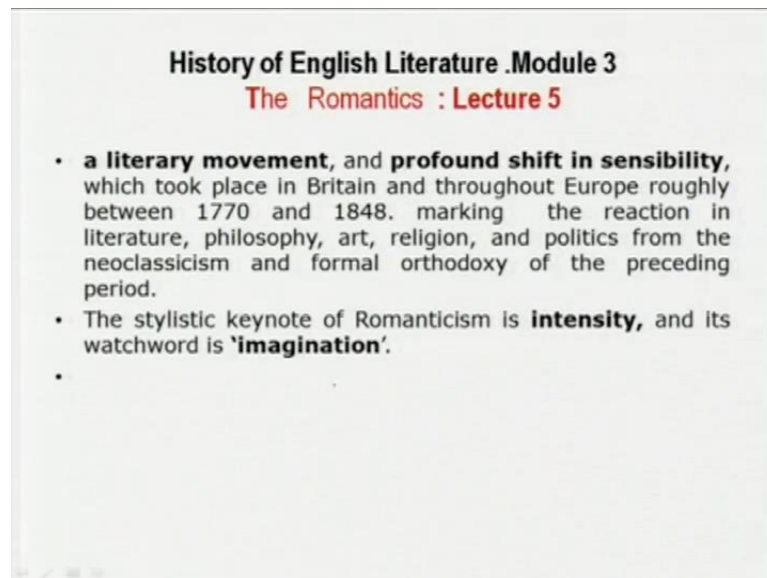 History of English Literature .Module 3
The Romantics : Lecture 5
• a literary movement, and profound shift in sensibility,
which took place in Britain and throughout Europe roughly
between 1770 and 1848. marking the reaction in
literature, philosophy, art, religion, and politics from the
neoclassicism and formal orthodoxy of the preceding
period.
• The stylistic keynote of Romanticism is intensity, and its
watchword is ‘imagination’.
•